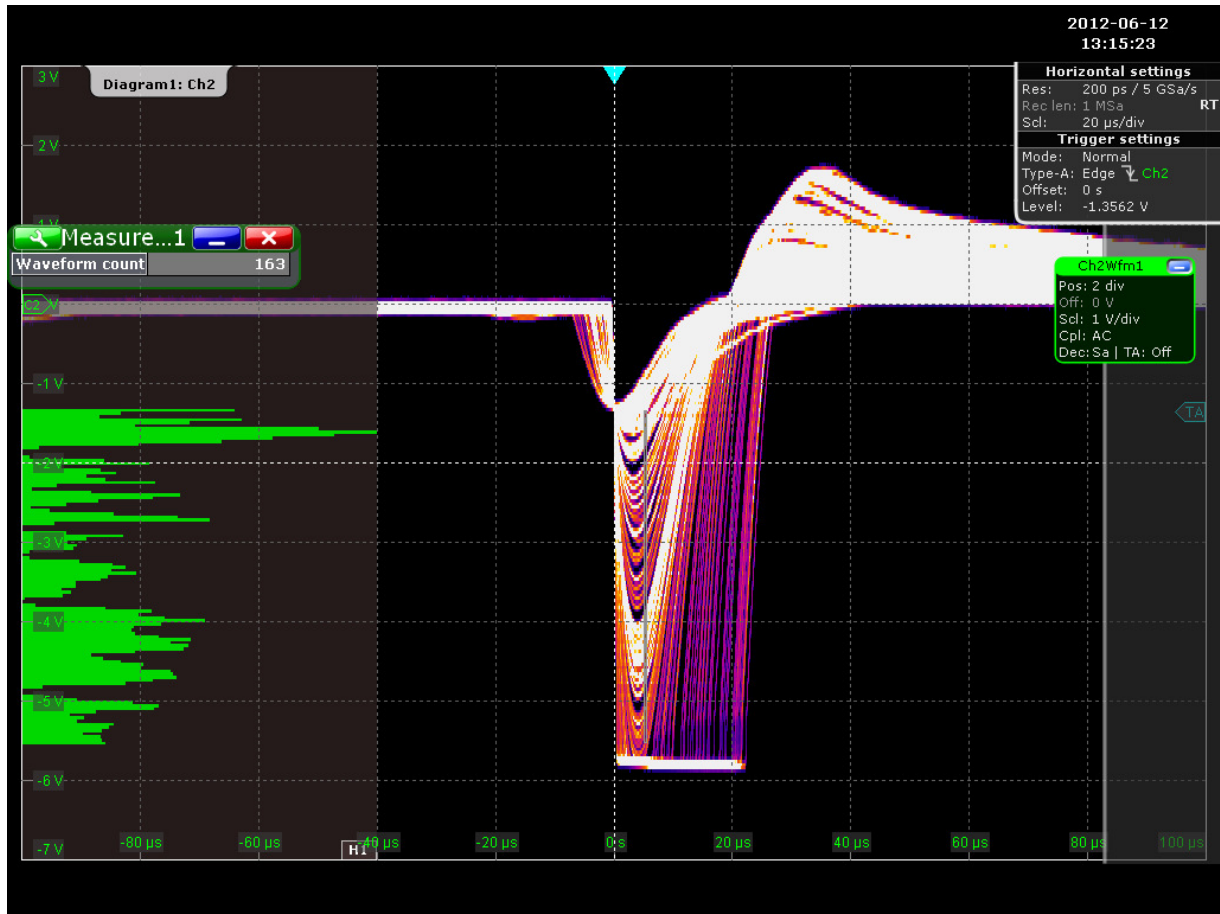 2012-06-12
13:15:23
Diagram1: Ch2
Horizontal settings
Res: 200 ps / 5 GSa/s
Rec len: 1 MSa RT
Scl: 20 µs/div
Trigger settings
Mode: Normal
Type-A: Edge Ch2
Offset: 0 s
Level: -1.3562 V
3 V
2 V
1 V
Measure...1
Waveform count 163
C2 V
Ch2Wfm1
Pos: 2 div
Off: 0 V
Scl: 1 V/div
Cpl: AC
Dec: Sa | TA: Off
-1 V
TA
-2 V
-3 V
-4 V
-5 V
-6 V
-7 V
-80 µs -60 µs -40 µs -20 µs 0 s 20 µs 40 µs 60 µs 80 µs 100 µs
H1